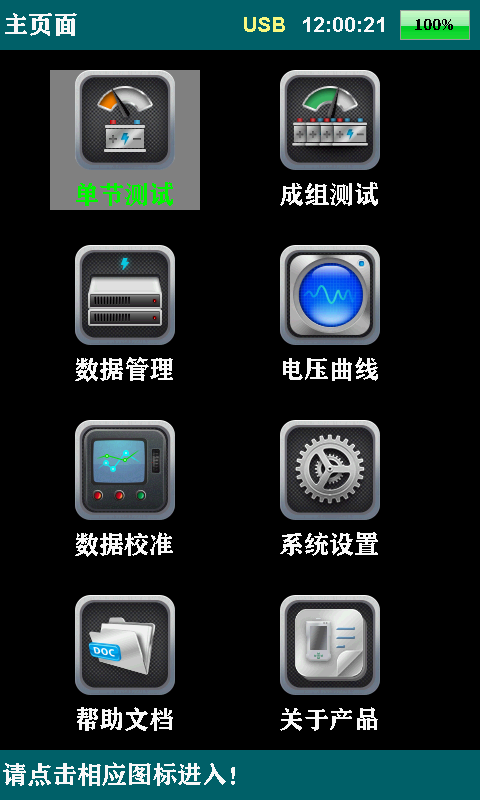 主页面 USB 12:00:21 100%
单节测试 成组测试
数据管理 电压曲线
数据校准 系统设置
DOC
帮助文档 关于产品
请点击相应图标进入!